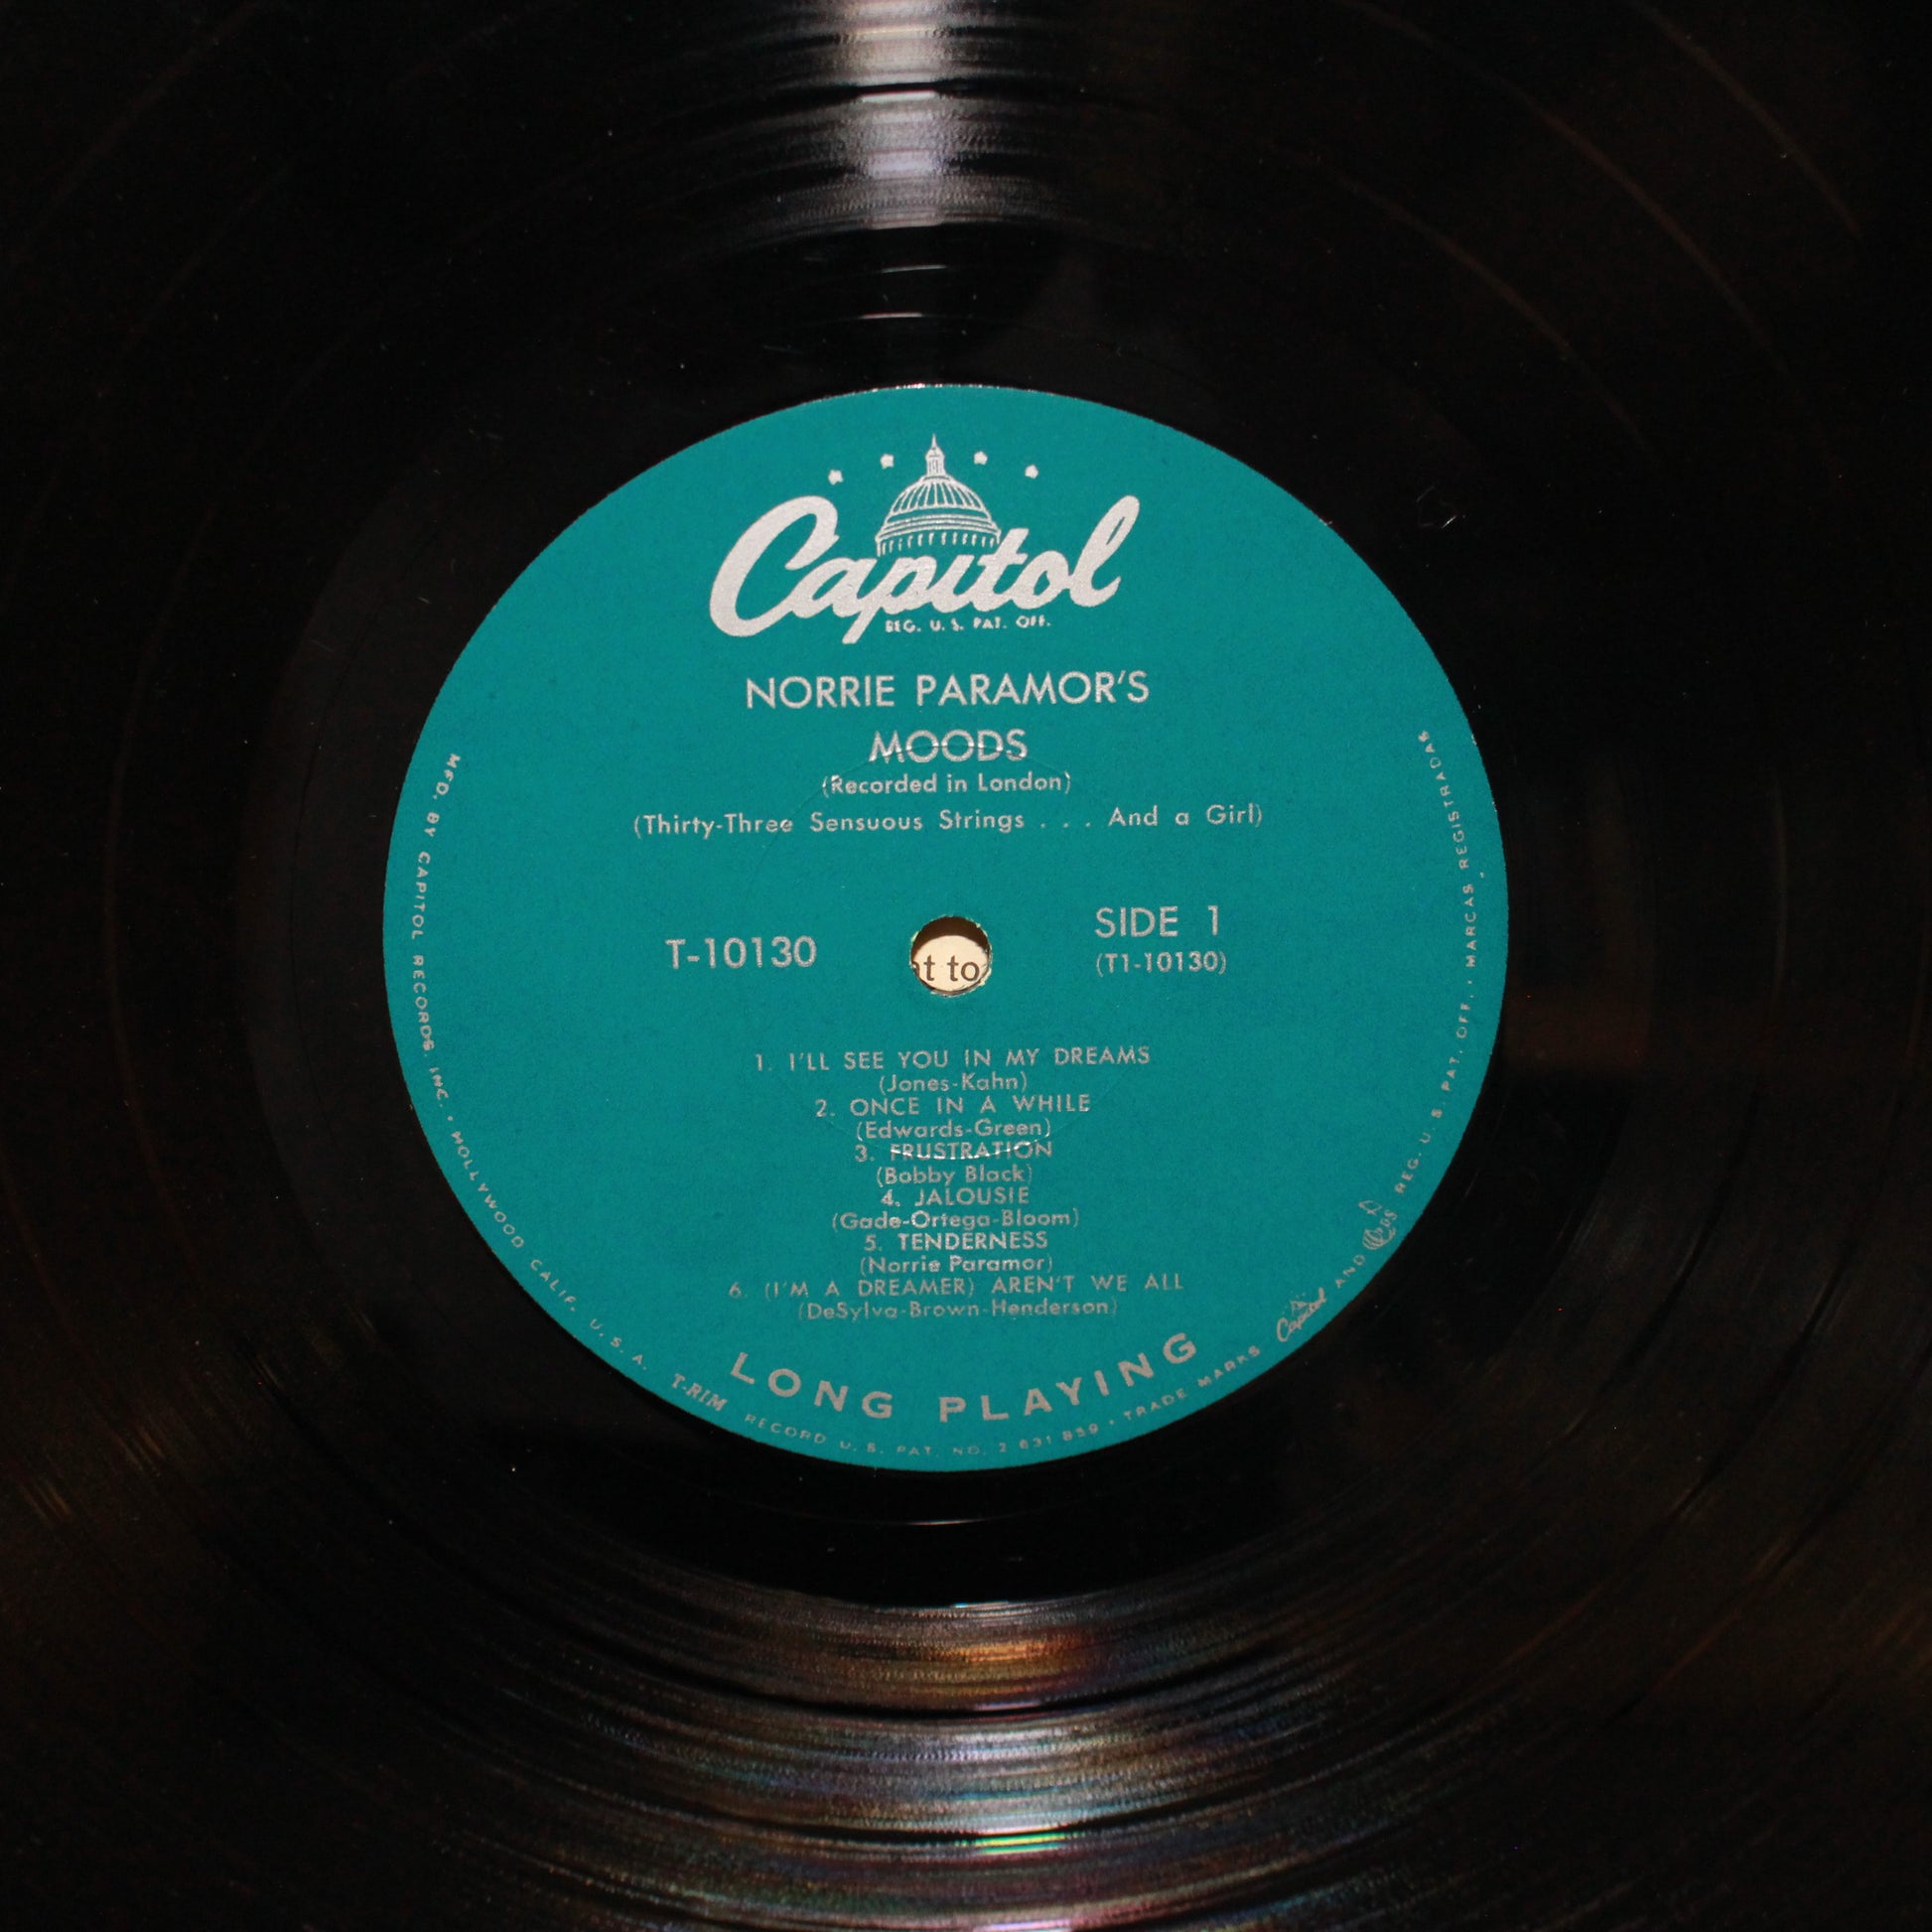 Capitol
REG. U. S. PAT. OFF.
NORRIE PARAMOR'S
MOODS
(Recorded in London)
(Thirty-Three Sensuous Strings . . . And a Girl)
T-10130
SIDE 1
(T1-10130)
t to
1. I'LL SEE YOU IN MY DREAMS
(Jones-Kahn)
2. ONCE IN A WHILE
(Edwards-Green)
3. FRUSTRATION
(Bobby Black)
4. JALOUSIE
(Gade-Ortega-Bloom)
5. TENDERNESS
(Norrie Paramor)
6. (I'M A DREAMER) AREN'T WE ALL
(DeSylva-Brown-Henderson)
LONG PLAYING
MFD. BY CAPITOL RECORDS, INC. • HOLLYWOOD CALIF. U. S. A. T-RIM RECORD U. S. PAT. NO. 2 631 859 • TRADE MARKS Capitol AND RDS REG. U. S. PAT. OFF. • MARCAS REGISTRADAS